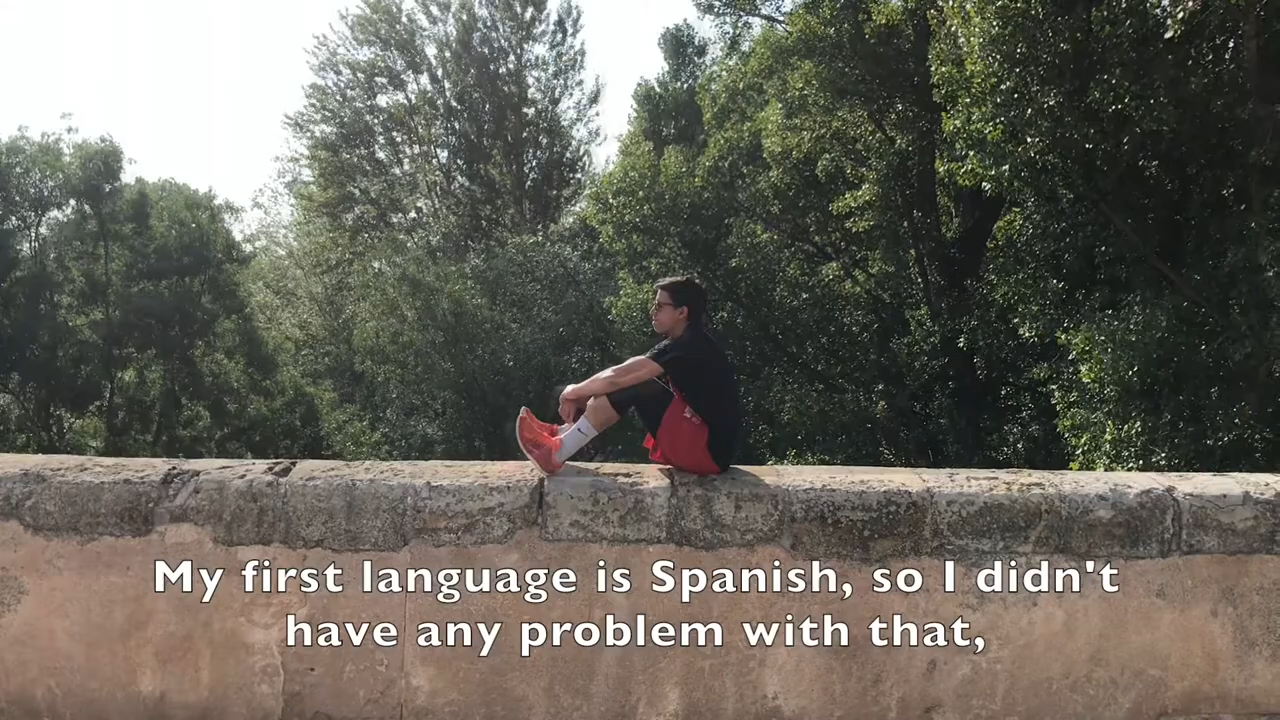 My first language is Spanish, so I didn't
have any problem with that,